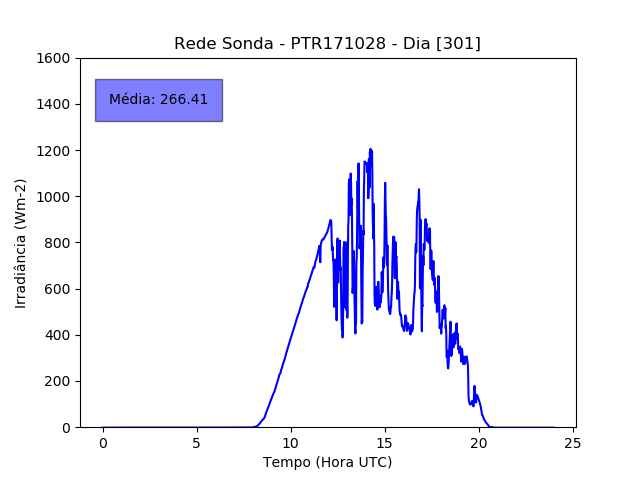 Rede Sonda - PTR171028 - Dia [301]
1600
1400
1200
1000
800
600
400
200
0
Média: 266.41
Irradiância (Wm-2)
0 5 10 15 20 25
Tempo (Hora UTC)